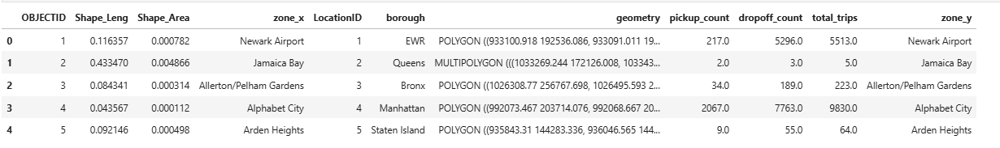 OBJECTID Shape_Leng Shape_Area zone_x LocationID borough geometry pickup_count dropoff_count total_trips zone_y
0 1 0.116357 0.000782 Newark Airport 1 EWR POLYGON ((933100.918 192536.086, 933091.011 19... 217.0 5296.0 5513.0 Newark Airport
1 2 0.433470 0.004866 Jamaica Bay 2 Queens MULTIPOLYGON (((1033269.244 172126.008, 103343... 2.0 3.0 5.0 Jamaica Bay
2 3 0.084341 0.000314 Allerton/Pelham Gardens 3 Bronx POLYGON ((1026308.77 256767.698, 1026495.593 2... 34.0 189.0 223.0 Allerton/Pelham Gardens
3 4 0.043567 0.000112 Alphabet City 4 Manhattan POLYGON ((992073.467 203714.076, 992068.667 20... 2067.0 7763.0 9830.0 Alphabet City
4 5 0.092146 0.000498 Arden Heights 5 Staten Island POLYGON ((935843.31 144283.336, 936046.565 144... 9.0 55.0 64.0 Arden Heights